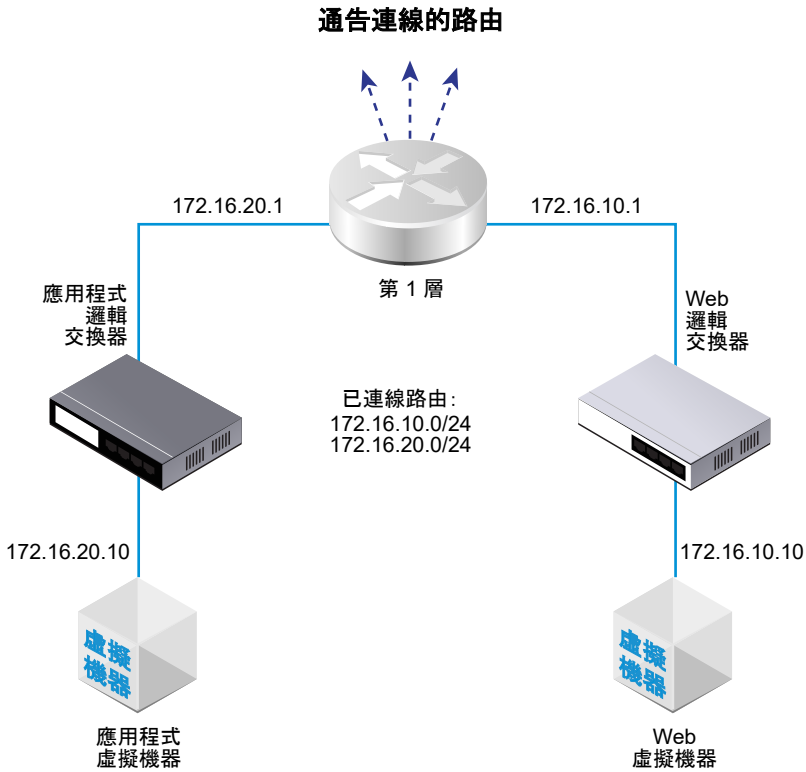 通告連線的路由
172.16.20.1
172.16.10.1
第 1 層
應用程式
邏輯
交換器
Web
邏輯
交換器
已連線路由:
172.16.10.0/24
172.16.20.0/24
172.16.20.10
172.16.10.10
虛擬
機器
虛擬
機器
應用程式
虛擬機器
Web
虛擬機器